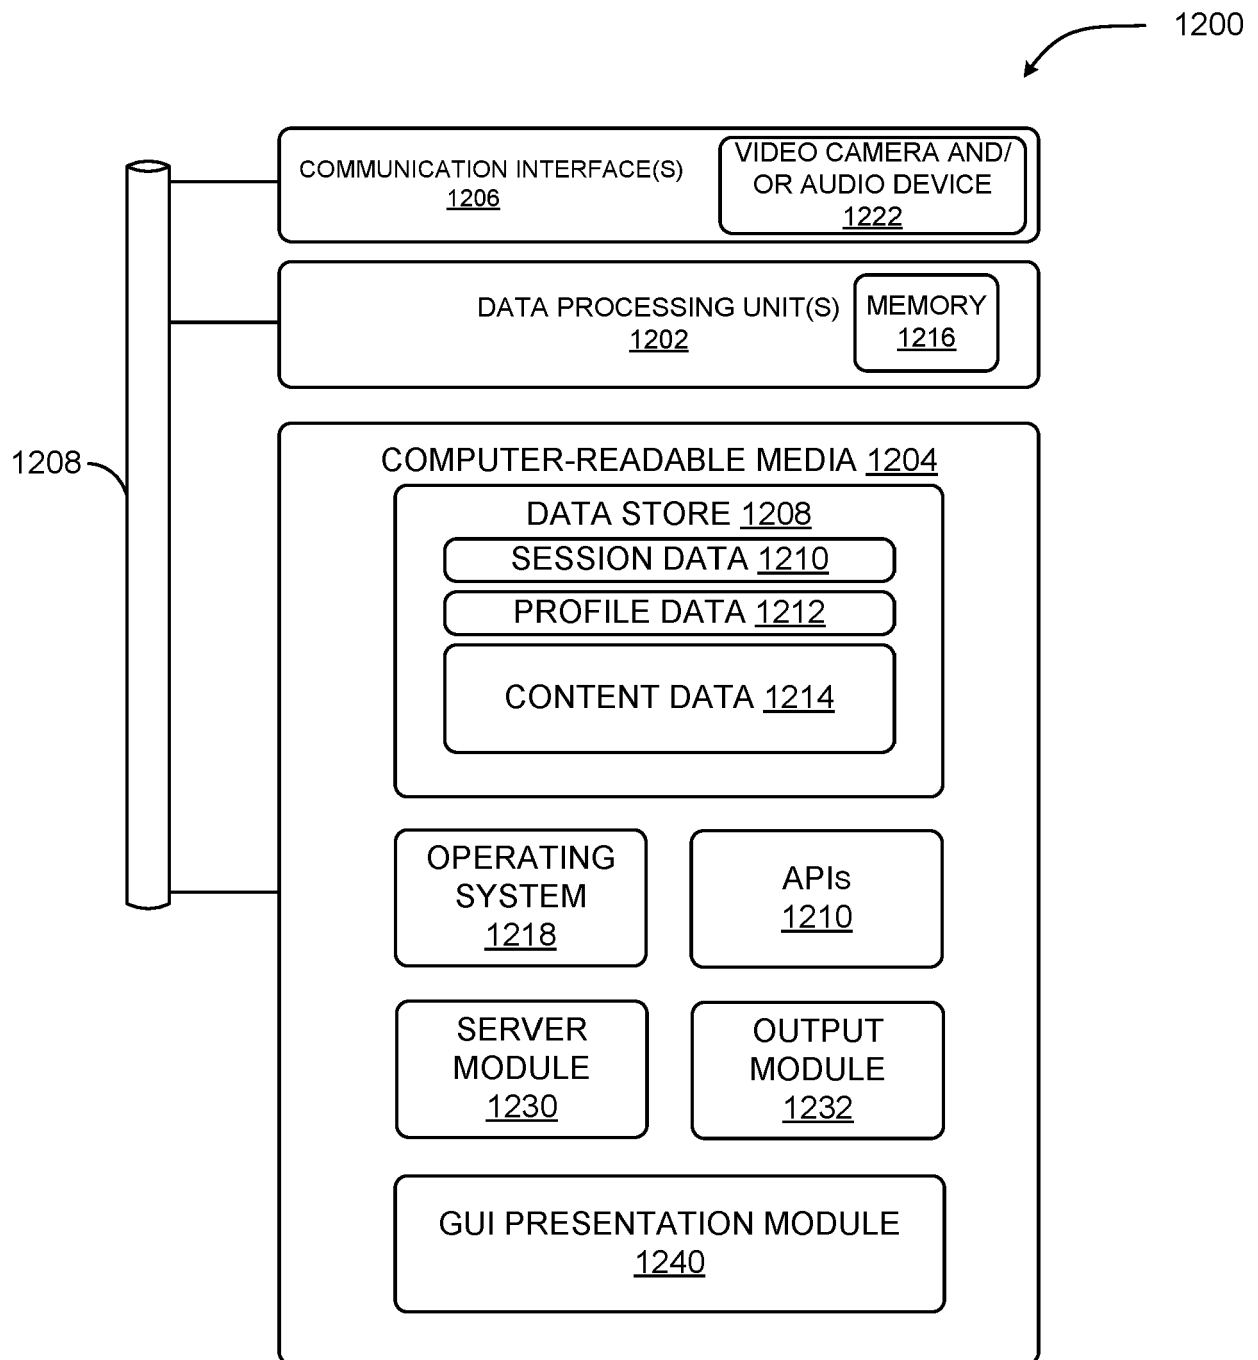 1200
COMMUNICATION INTERFACE(S)
1206
VIDEO CAMERA AND/
OR AUDIO DEVICE
1222
DATA PROCESSING UNIT(S)
1202
MEMORY
1216
1208
COMPUTER-READABLE MEDIA 1204
DATA STORE 1208
SESSION DATA 1210
PROFILE DATA 1212
CONTENT DATA 1214
OPERATING
SYSTEM
1218
APIs
1210
SERVER
MODULE
1230
OUTPUT
MODULE
1232
GUI PRESENTATION MODULE
1240